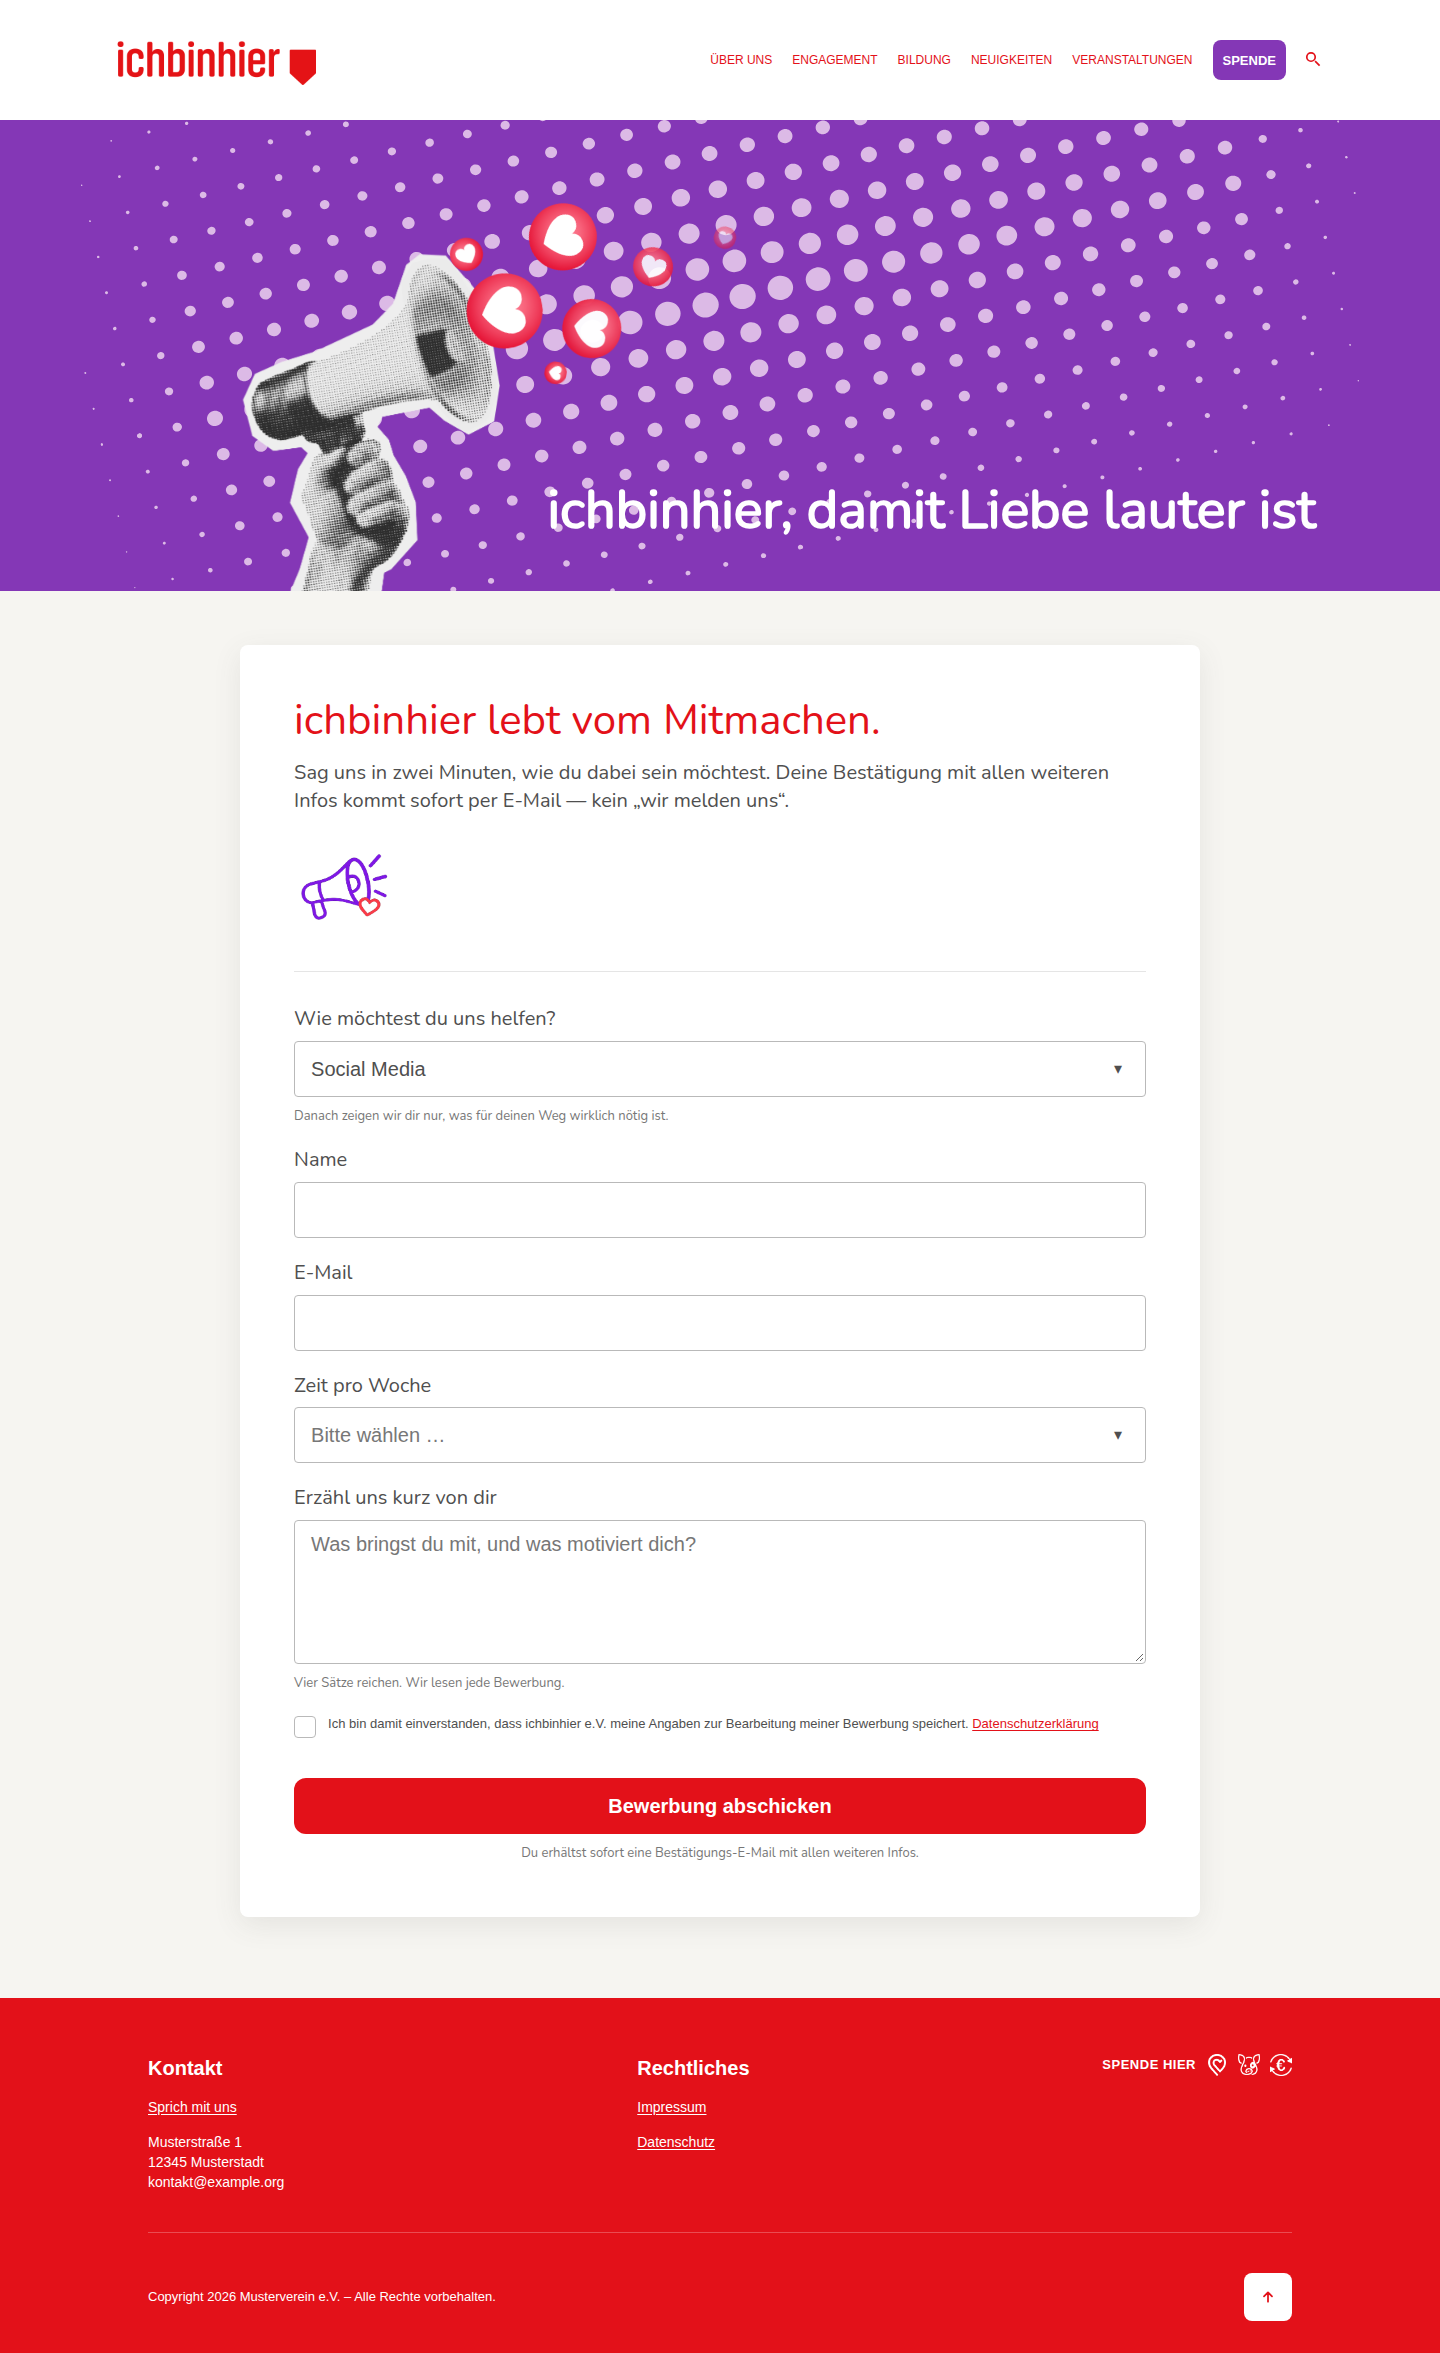 ichbinhier
ÜBER UNS ENGAGEMENT BILDUNG NEUIGKEITEN VERANSTALTUNGEN SPENDE
ichbinhier, damit Liebe lauter ist
ichbinhier lebt vom Mitmachen.
Sag uns in zwei Minuten, wie du dabei sein möchtest. Deine Bestätigung mit allen weiteren
Infos kommt sofort per E-Mail — kein „wir melden uns“.
Wie möchtest du uns helfen?
Social Media
Danach zeigen wir dir nur, was für deinen Weg wirklich nötig ist.
Name
E-Mail
Zeit pro Woche
Bitte wählen …
Erzähl uns kurz von dir
Was bringst du mit, und was motiviert dich?
Vier Sätze reichen. Wir lesen jede Bewerbung.
Ich bin damit einverstanden, dass ichbinhier e.V. meine Angaben zur Bearbeitung meiner Bewerbung speichert. Datenschutzerklärung
Bewerbung abschicken
Du erhältst sofort eine Bestätigungs-E-Mail mit allen weiteren Infos.
Kontakt
Sprich mit uns
Musterstraße 1
12345 Musterstadt
kontakt@example.org
Rechtliches
Impressum
Datenschutz
SPENDE HIER
Copyright 2026 Musterverein e.V. – Alle Rechte vorbehalten.